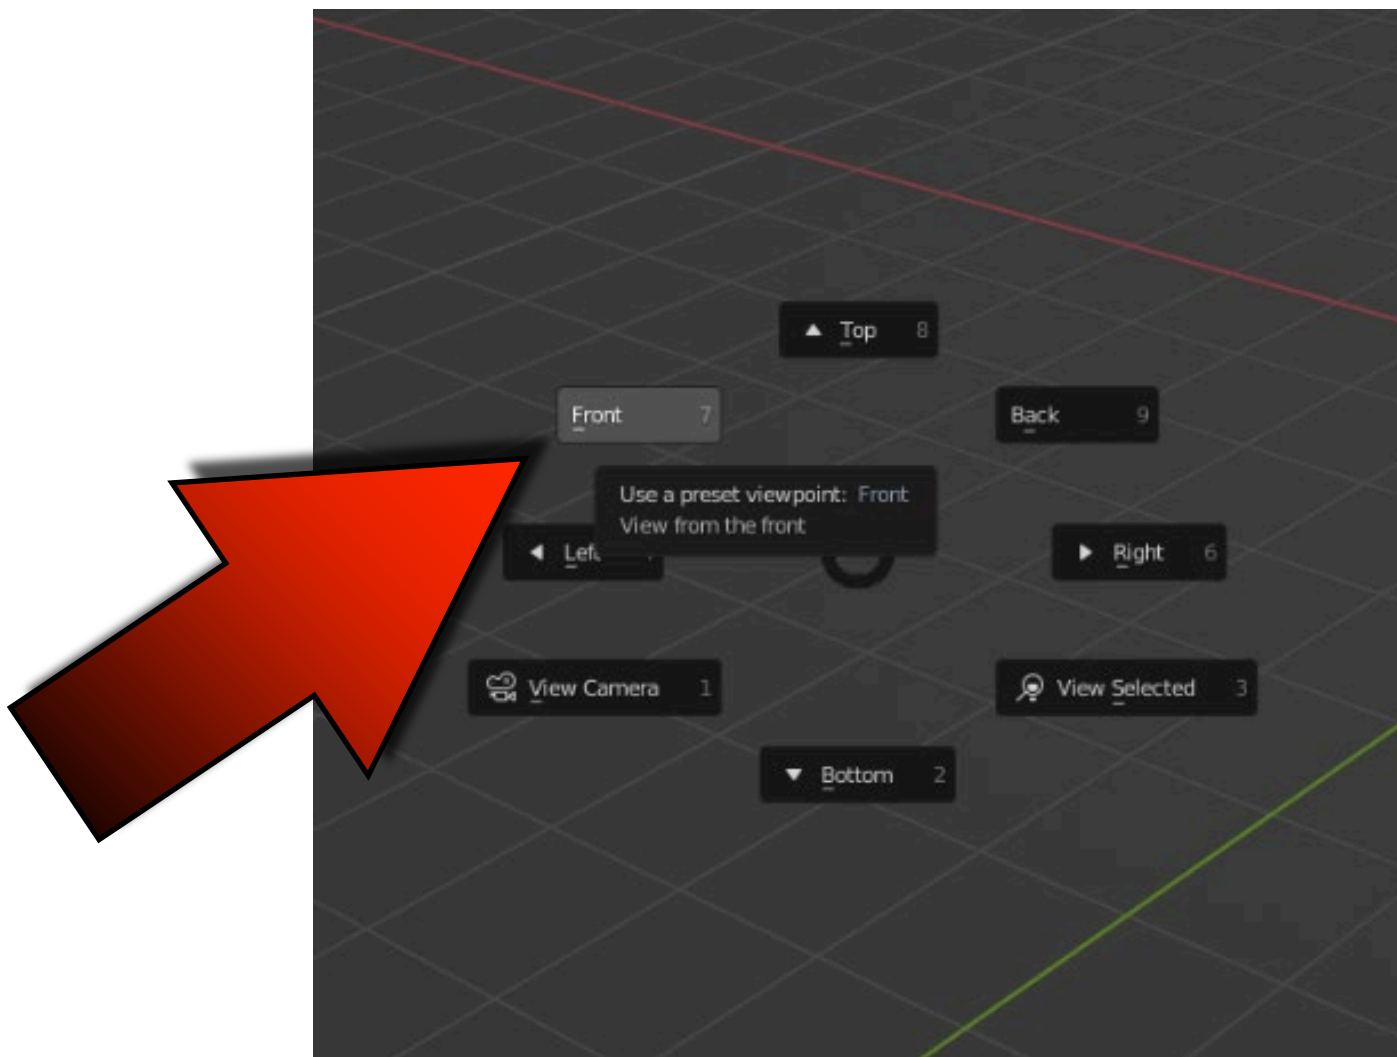 Top 8
Front 7
Back 9
Use a preset viewpoint: Front
View from the front
Right 6
View Camera 1
View Selected 3
Bottom 2